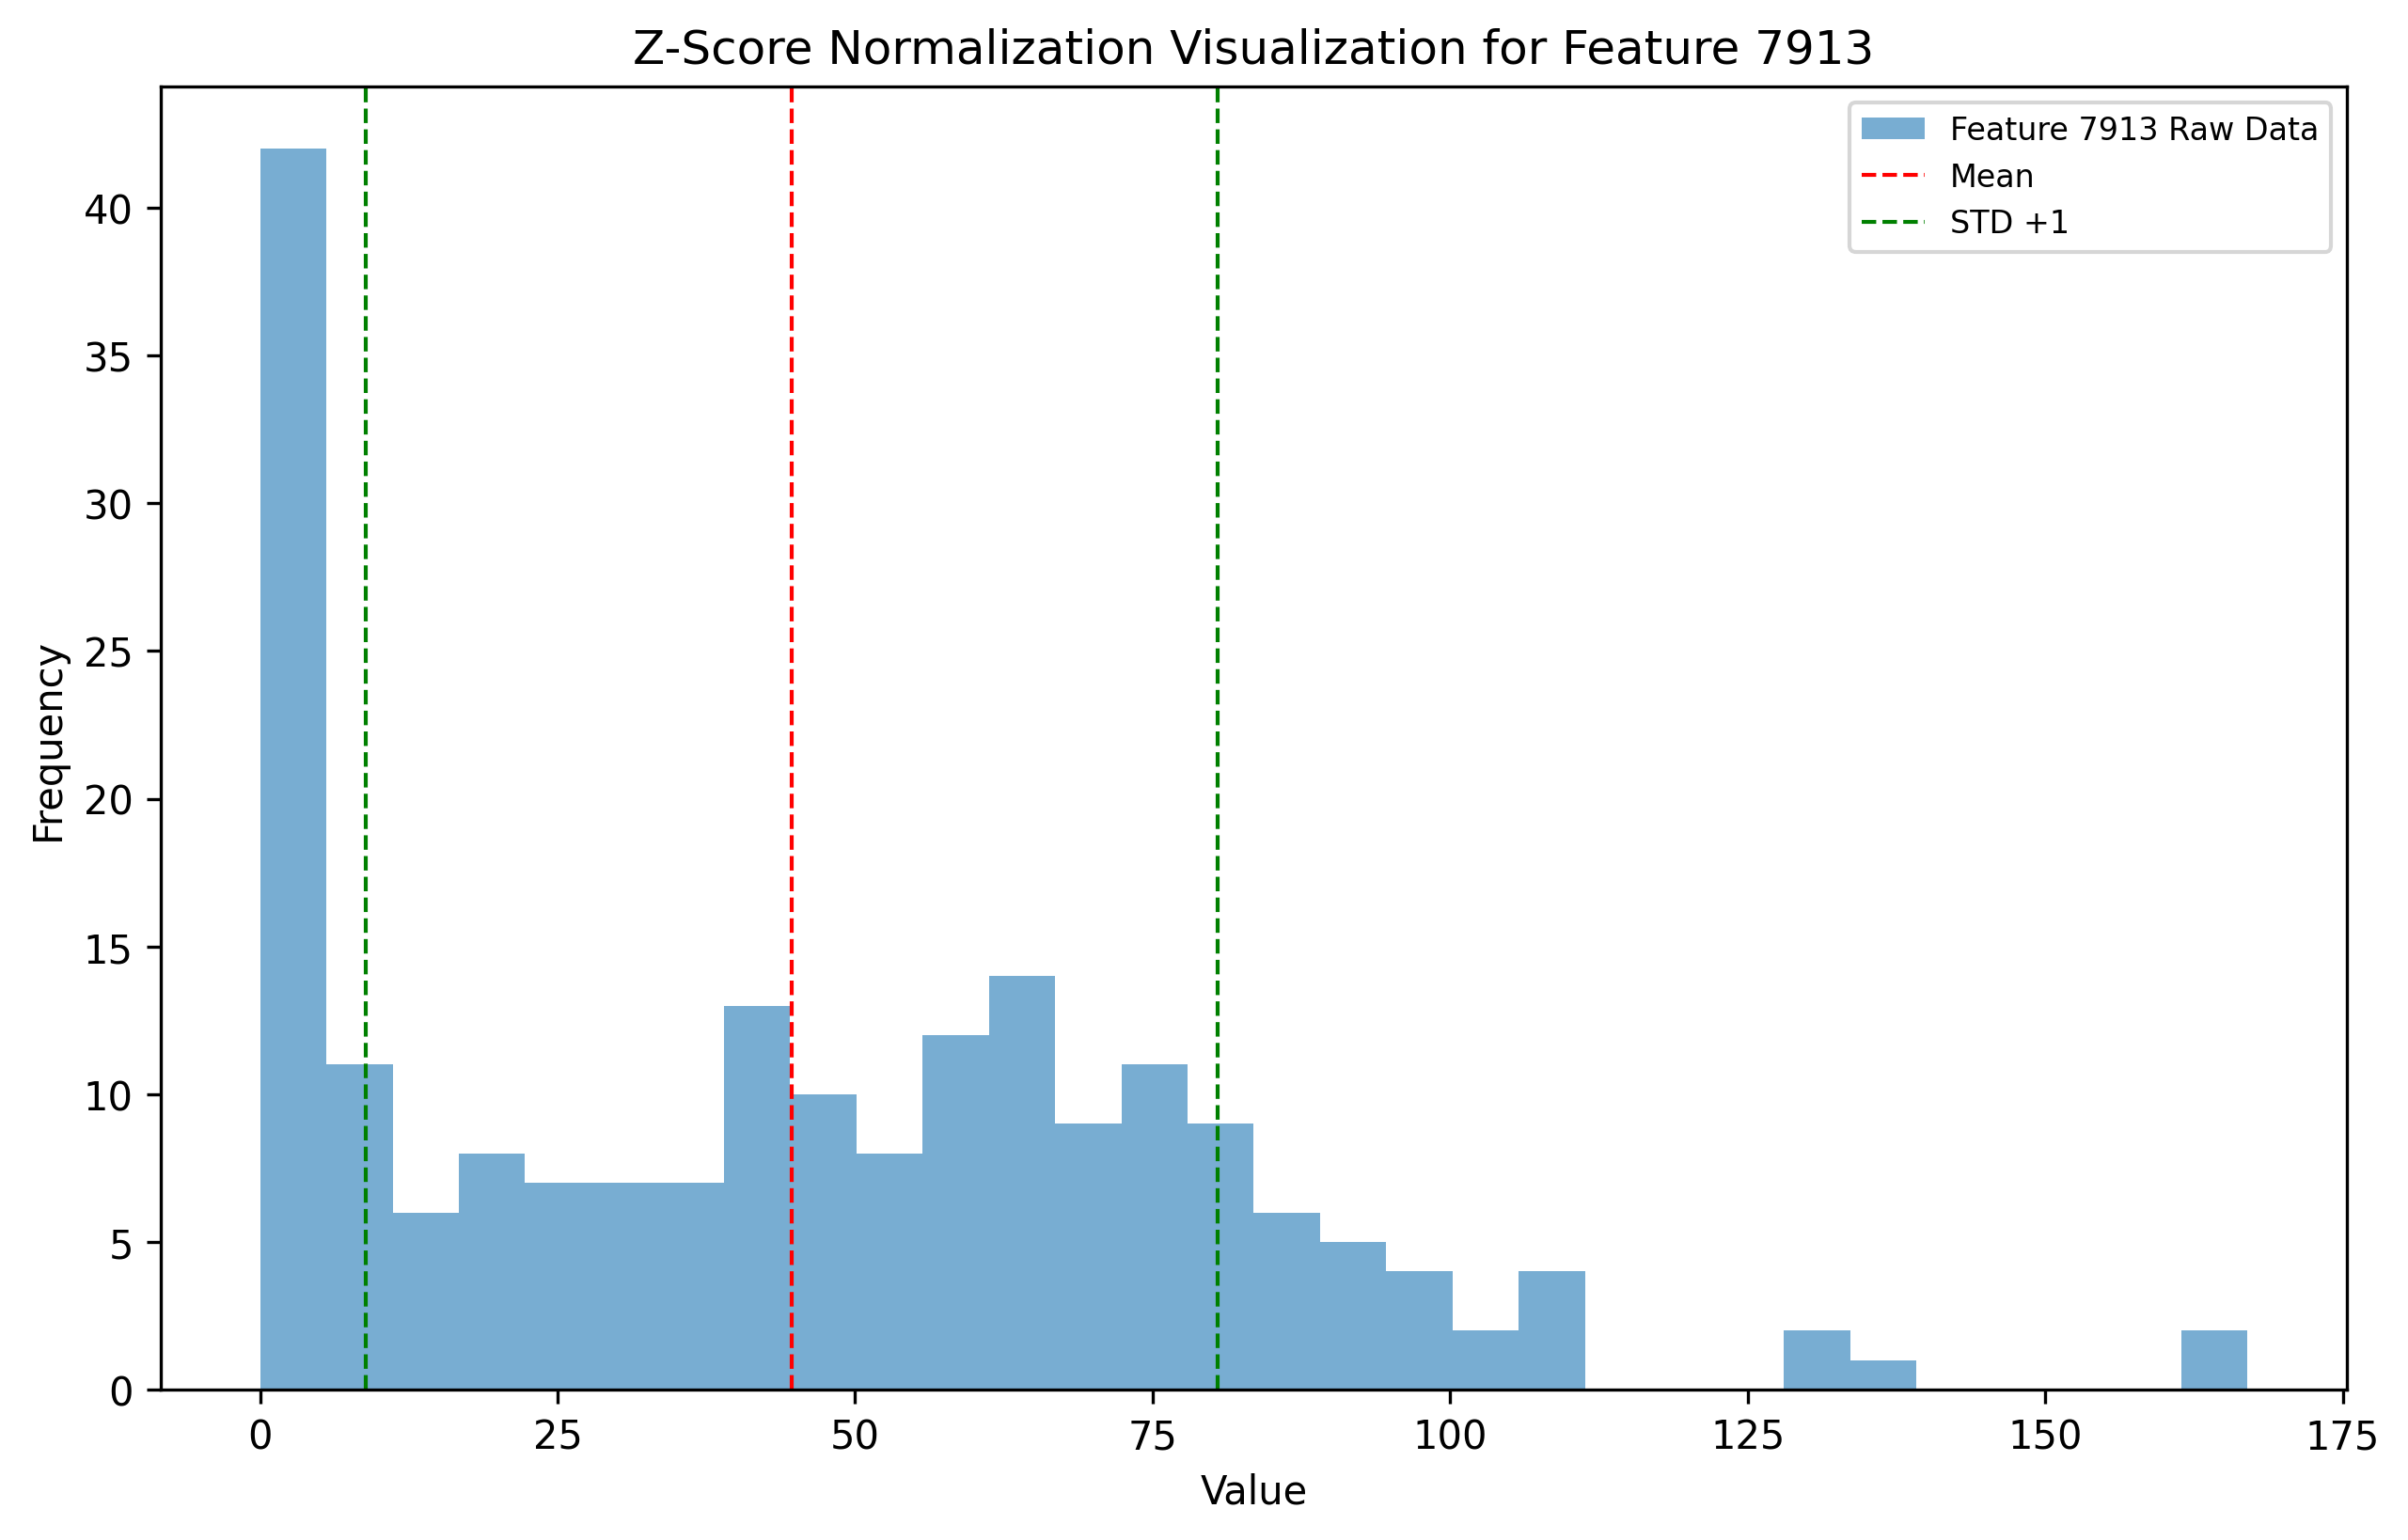 Z-Score Normalization Visualization for Feature 7913
Feature 7913 Raw Data
Mean
STD +1
Frequency
40
35
30
25
20
15
10
5
0
0 25 50 75 100 125 150 175
Value